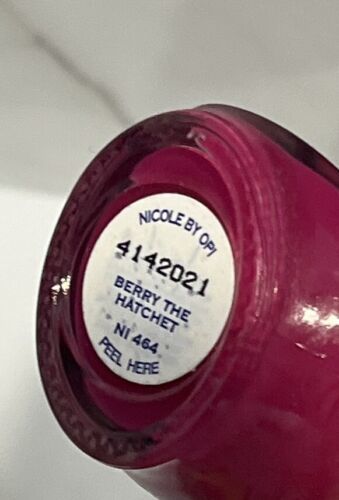 NICOLE BY OPI
4142021
BERRY THE
HATCHET
NI 464
PEEL HERE